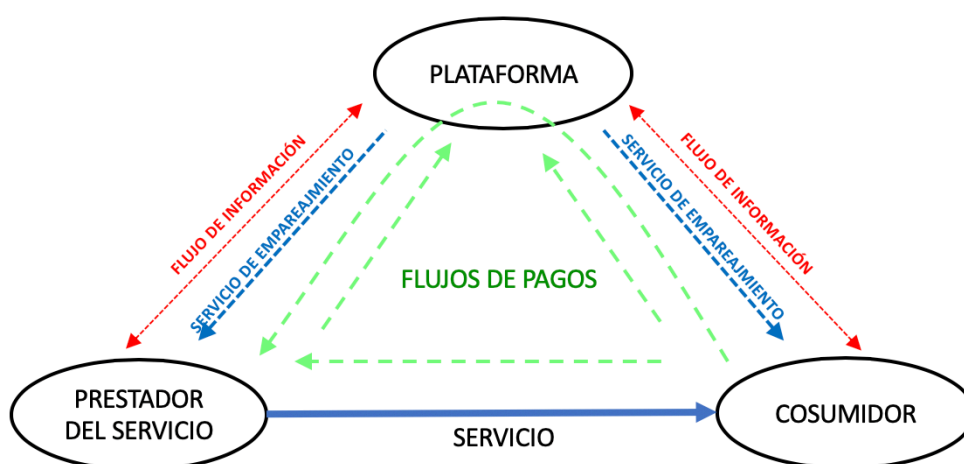 PLATAFORMA
FLUJO DE INFORMACIÓN
SERVICIO DE EMPAREAJMIENTO
SERVICIO DE EMPAREAJMIENTO
FLUJO DE INFORMACIÓN
FLUJOS DE PAGOS
PRESTADOR
DEL SERVICIO
SERVICIO
COSUMIDOR